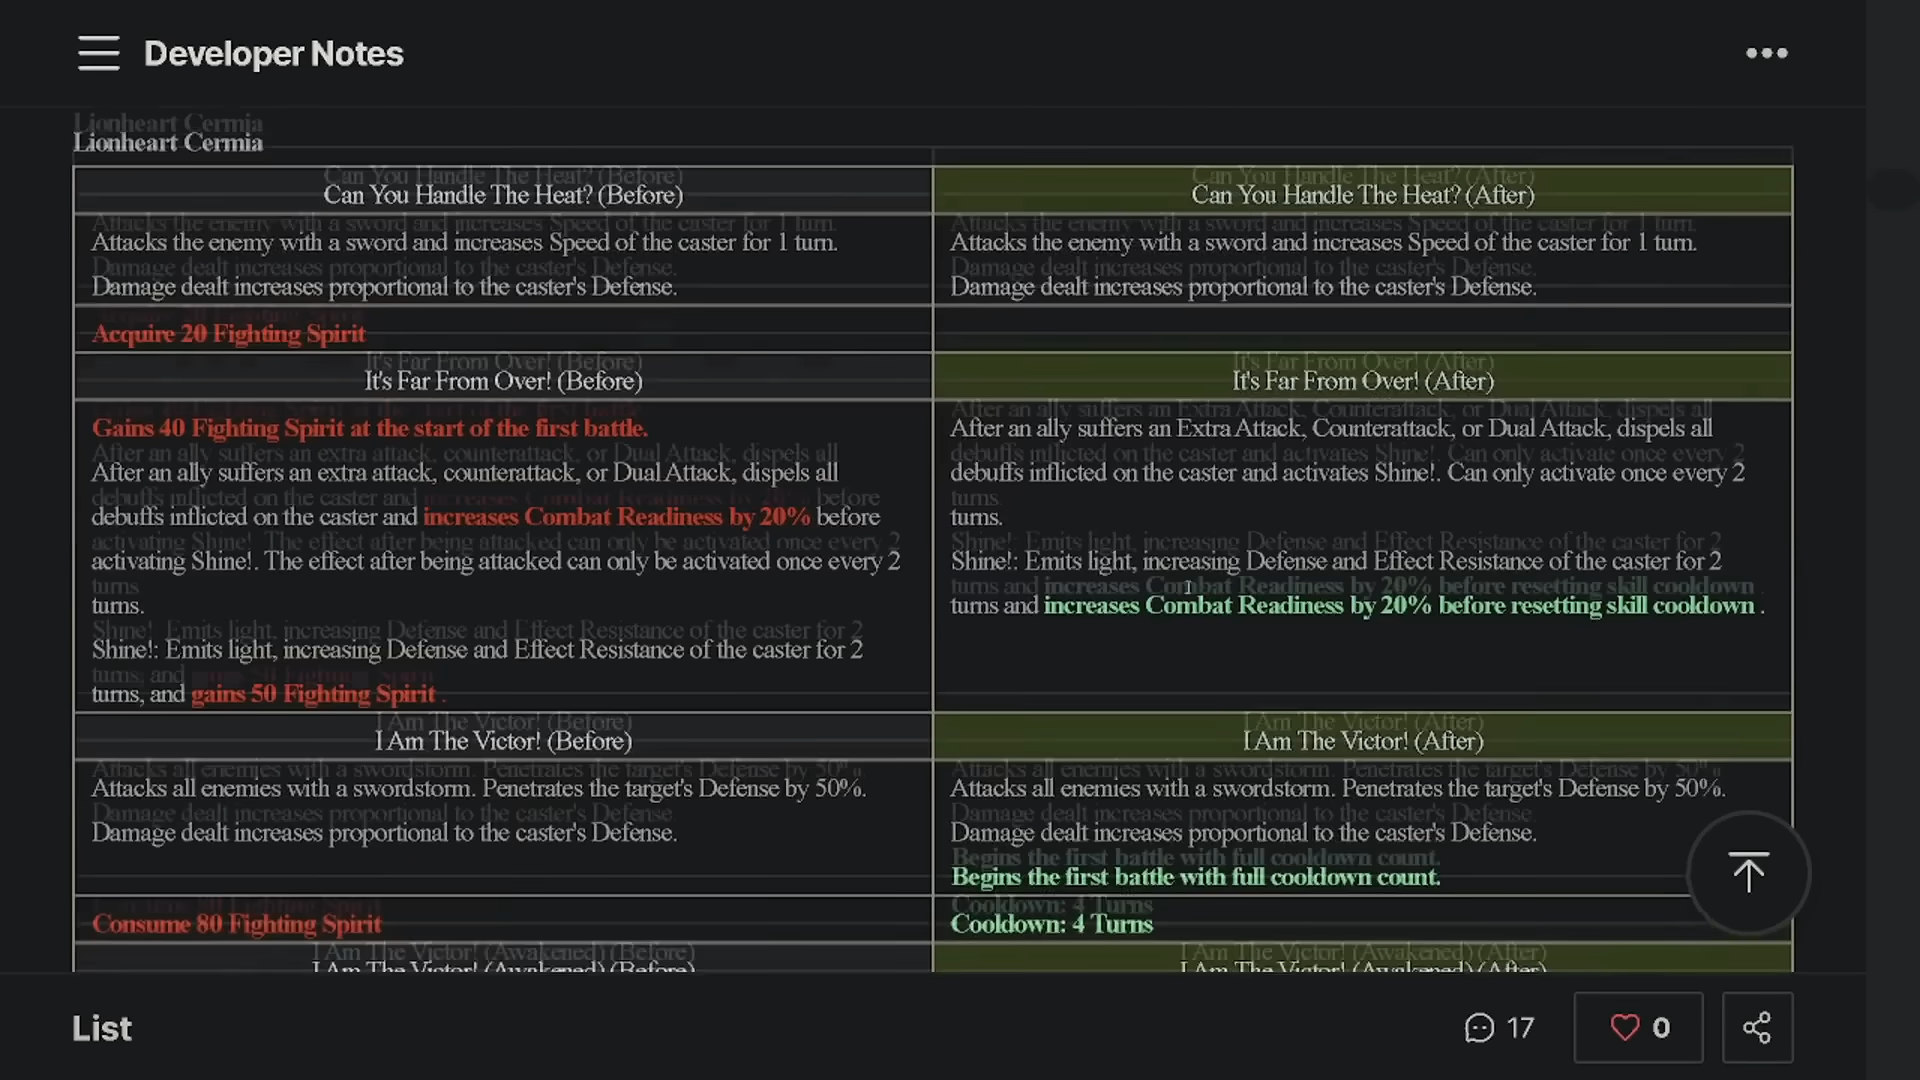 Developer Notes
Lionheart Cermia
Can You Handle The Heat? (Before)
Can You Handle The Heat? (After)
Attacks the enemy with a sword and increases Speed of the caster for 1 turn.
Damage dealt increases proportional to the caster's Defense.
Attacks the enemy with a sword and increases Speed of the caster for 1 turn.
Damage dealt increases proportional to the caster's Defense.
Acquire 20 Fighting Spirit
It's Far From Over! (Before)
It's Far From Over! (After)
Gains 40 Fighting Spirit at the start of the first battle.
After an ally suffers an extra attack, counterattack, or Dual Attack, dispels all
debuffs inflicted on the caster and increases Combat Readiness by 20% before
activating Shine!. The effect after being attacked can only be activated once every 2
turns.
Shine!: Emits light, increasing Defense and Effect Resistance of the caster for 2
turns, and gains 50 Fighting Spirit .
After an ally suffers an Extra Attack, Counterattack, or Dual Attack, dispels all
debuffs inflicted on the caster and activates Shine!. Can only activate once every 2
turns.
Shine!: Emits light, increasing Defense and Effect Resistance of the caster for 2
turns and increases Combat Readiness by 20% before resetting skill cooldown .
I Am The Victor! (Before)
I Am The Victor! (After)
Attacks all enemies with a swordstorm. Penetrates the target's Defense by 50%.
Damage dealt increases proportional to the caster's Defense.
Attacks all enemies with a swordstorm. Penetrates the target's Defense by 50%.
Damage dealt increases proportional to the caster's Defense.
Begins the first battle with full cooldown count.
Consume 80 Fighting Spirit
Cooldown: 4 Turns
I Am The Victor! (Awakened) (Before)
I Am The Victor! (Awakened) (After)
List
17
0